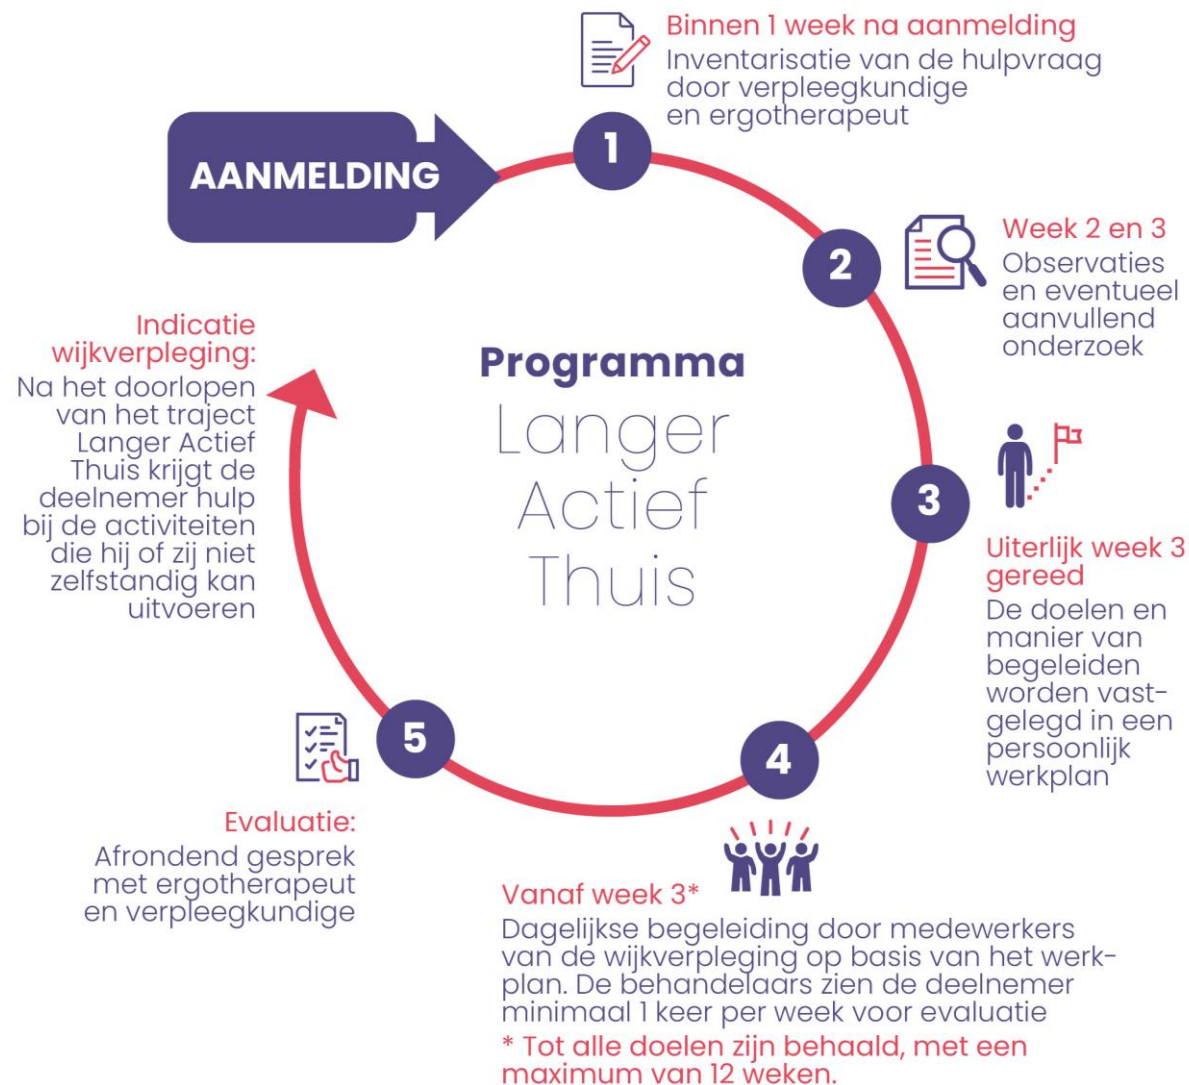 AANMELDING
1
Binnen 1 week na aanmelding
Inventarisatie van de hulpvraag
door verpleegkundige
en ergotherapeut
2
Week 2 en 3
Observaties
en eventueel
aanvullend
onderzoek
Programma
Langer
Actief
Thuis
3
Uiterlijk week 3
gereed
De doelen en
manier van
begeleiden
worden vast-
gelegd in een
persoonlijk
werkplan
4
Vanaf week 3*
Dagelijkse begeleiding door medewerkers
van de wijkverpleging op basis van het werk-
plan. De behandelaars zien de deelnemer
minimaal 1 keer per week voor evaluatie
* Tot alle doelen zijn behaald, met een
maximum van 12 weken.
5
Evaluatie:
Afrondend gesprek
met ergotherapeut
en verpleegkundige
Indicatie
wijkverpleging:
Na het doorlopen
van het traject
Langer Actief
Thuis krijgt de
deelnemer hulp
bij de activiteiten
die hij of zij niet
zelfstandig kan
uitvoeren